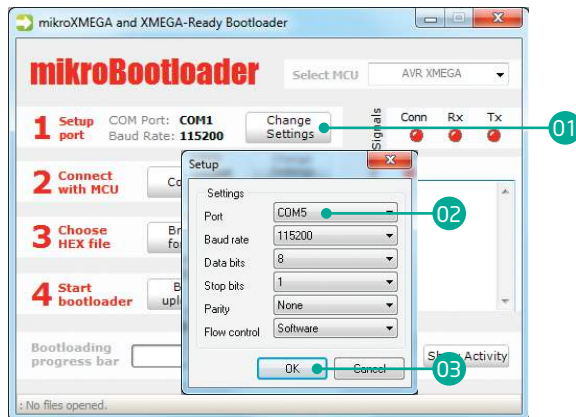 mikroXMEGA and XMEGA-Ready Bootloader
mikroBootloader
Select MCU
AVR XMEGA
1 Setup port
COM Port: COM1
Baud Rate: 115200
Change Settings
Signals
Conn Rx Tx
01
2 Connect with MCU
3 Choose HEX file
4 Start bootloader
Bootloading progress bar
Setup
Settings
Port COM5
02
Baud rate 115200
Data bits 8
Stop bits 1
Parity None
Flow control Software
OK
03
Cancel
Activity
: No files opened.